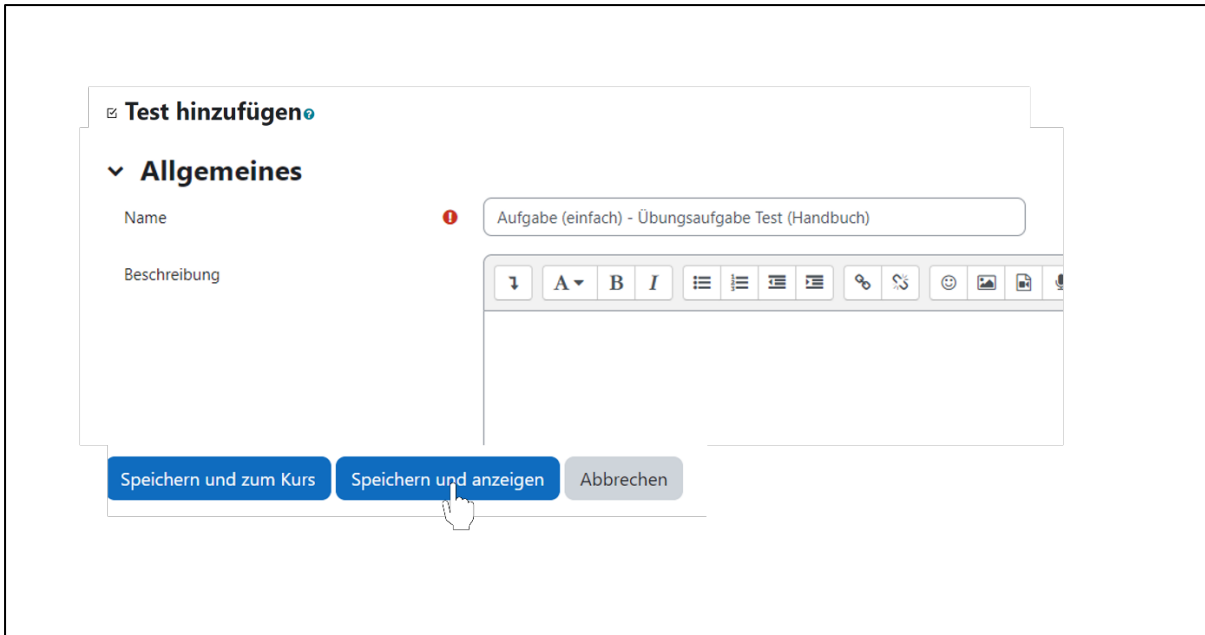 Test hinzufügen
Allgemeines
Name
Aufgabe (einfach) - Übungsaufgabe Test (Handbuch)
Beschreibung
A B I
Speichern und zum Kurs Speichern und anzeigen Abbrechen